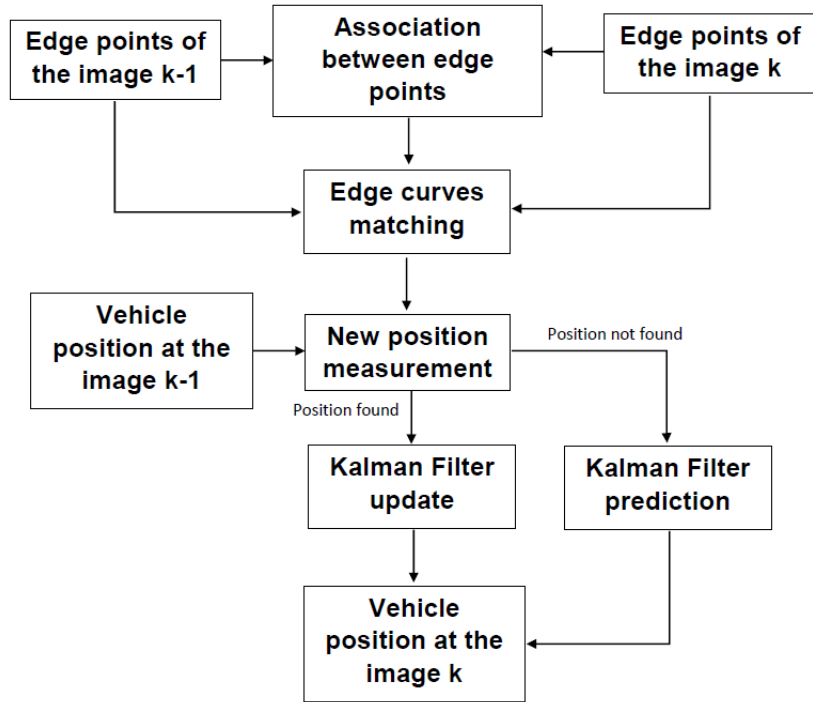 Edge points of
the image k-1
Association
between edge
points
Edge points of
the image k
Edge curves
matching
Vehicle
position at the
image k-1
New position
measurement
Position not found
Position found
Kalman Filter
update
Kalman Filter
prediction
Vehicle
position at the
image k